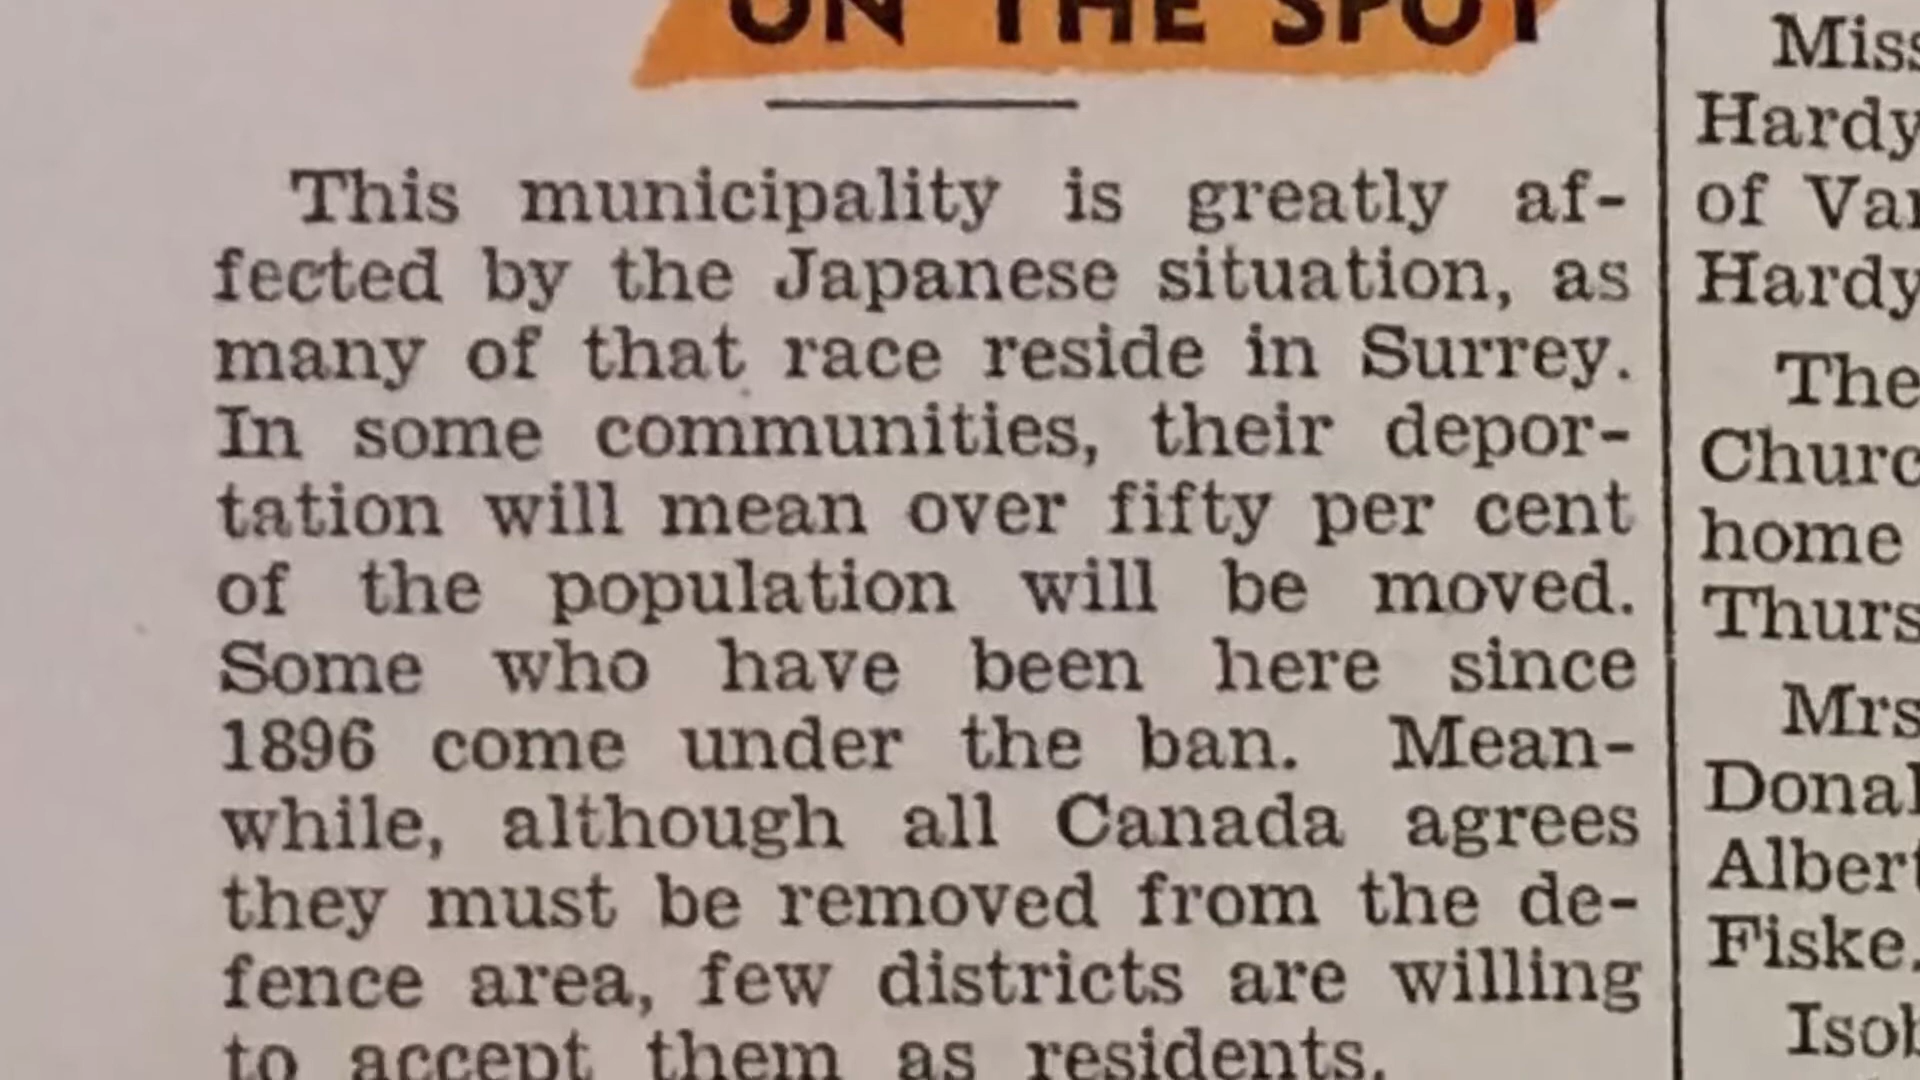 ON THE SPOT
This municipality is greatly af-
fected by the Japanese situation, as
many of that race reside in Surrey.
In some communities, their depor-
tation will mean over fifty per cent
of the population will be moved.
Some who have been here since
1896 come under the ban. Mean-
while, although all Canada agrees
they must be removed from the de-
fence area, few districts are willing
to accept them as residents.
Miss
Hardy
of
Hardy
The
home
Mrs
Fiske.